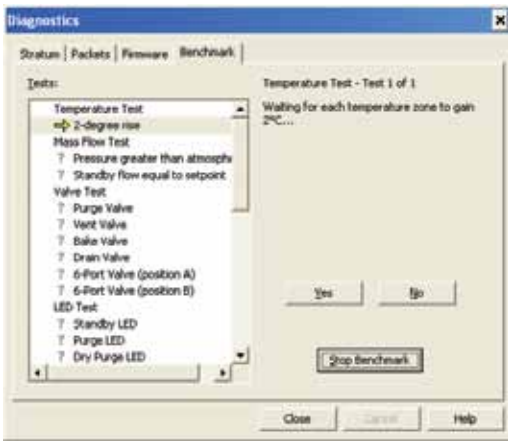 Diagnostics
Stratum Packets Firmware Benchmark
Tests:
Temperature Test
2-degree rise
Mass Flow Test
? Pressure greater than atmosphe
? Standby flow equal to setpoint
Valve Test
? Purge Valve
? Vent Valve
? Bake Valve
? Drain Valve
? 6-Port Valve (position A)
? 6-Port Valve (position B)
LED Test
? Standby LED
? Purge LED
? Dry Purge LED
Temperature Test - Test 1 of 1
Waiting for each temperature zone to gain
2°C...
Yes No
Stop Benchmark
Close Cancel Help